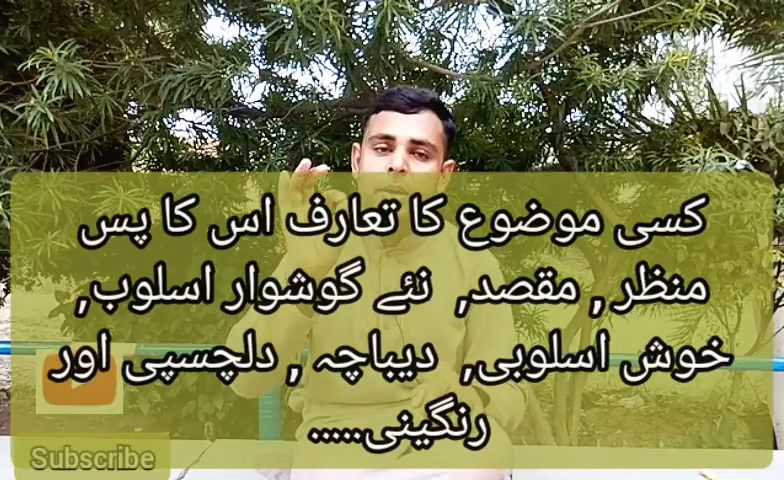 کسی موضوع کا تعارف اس کا پس
منظر , مقصد, نئے گوشوار اسلوب,
خوش اسلوبی, دیباچہ , دلچسپی اور
رنگینی.....
Subscribe